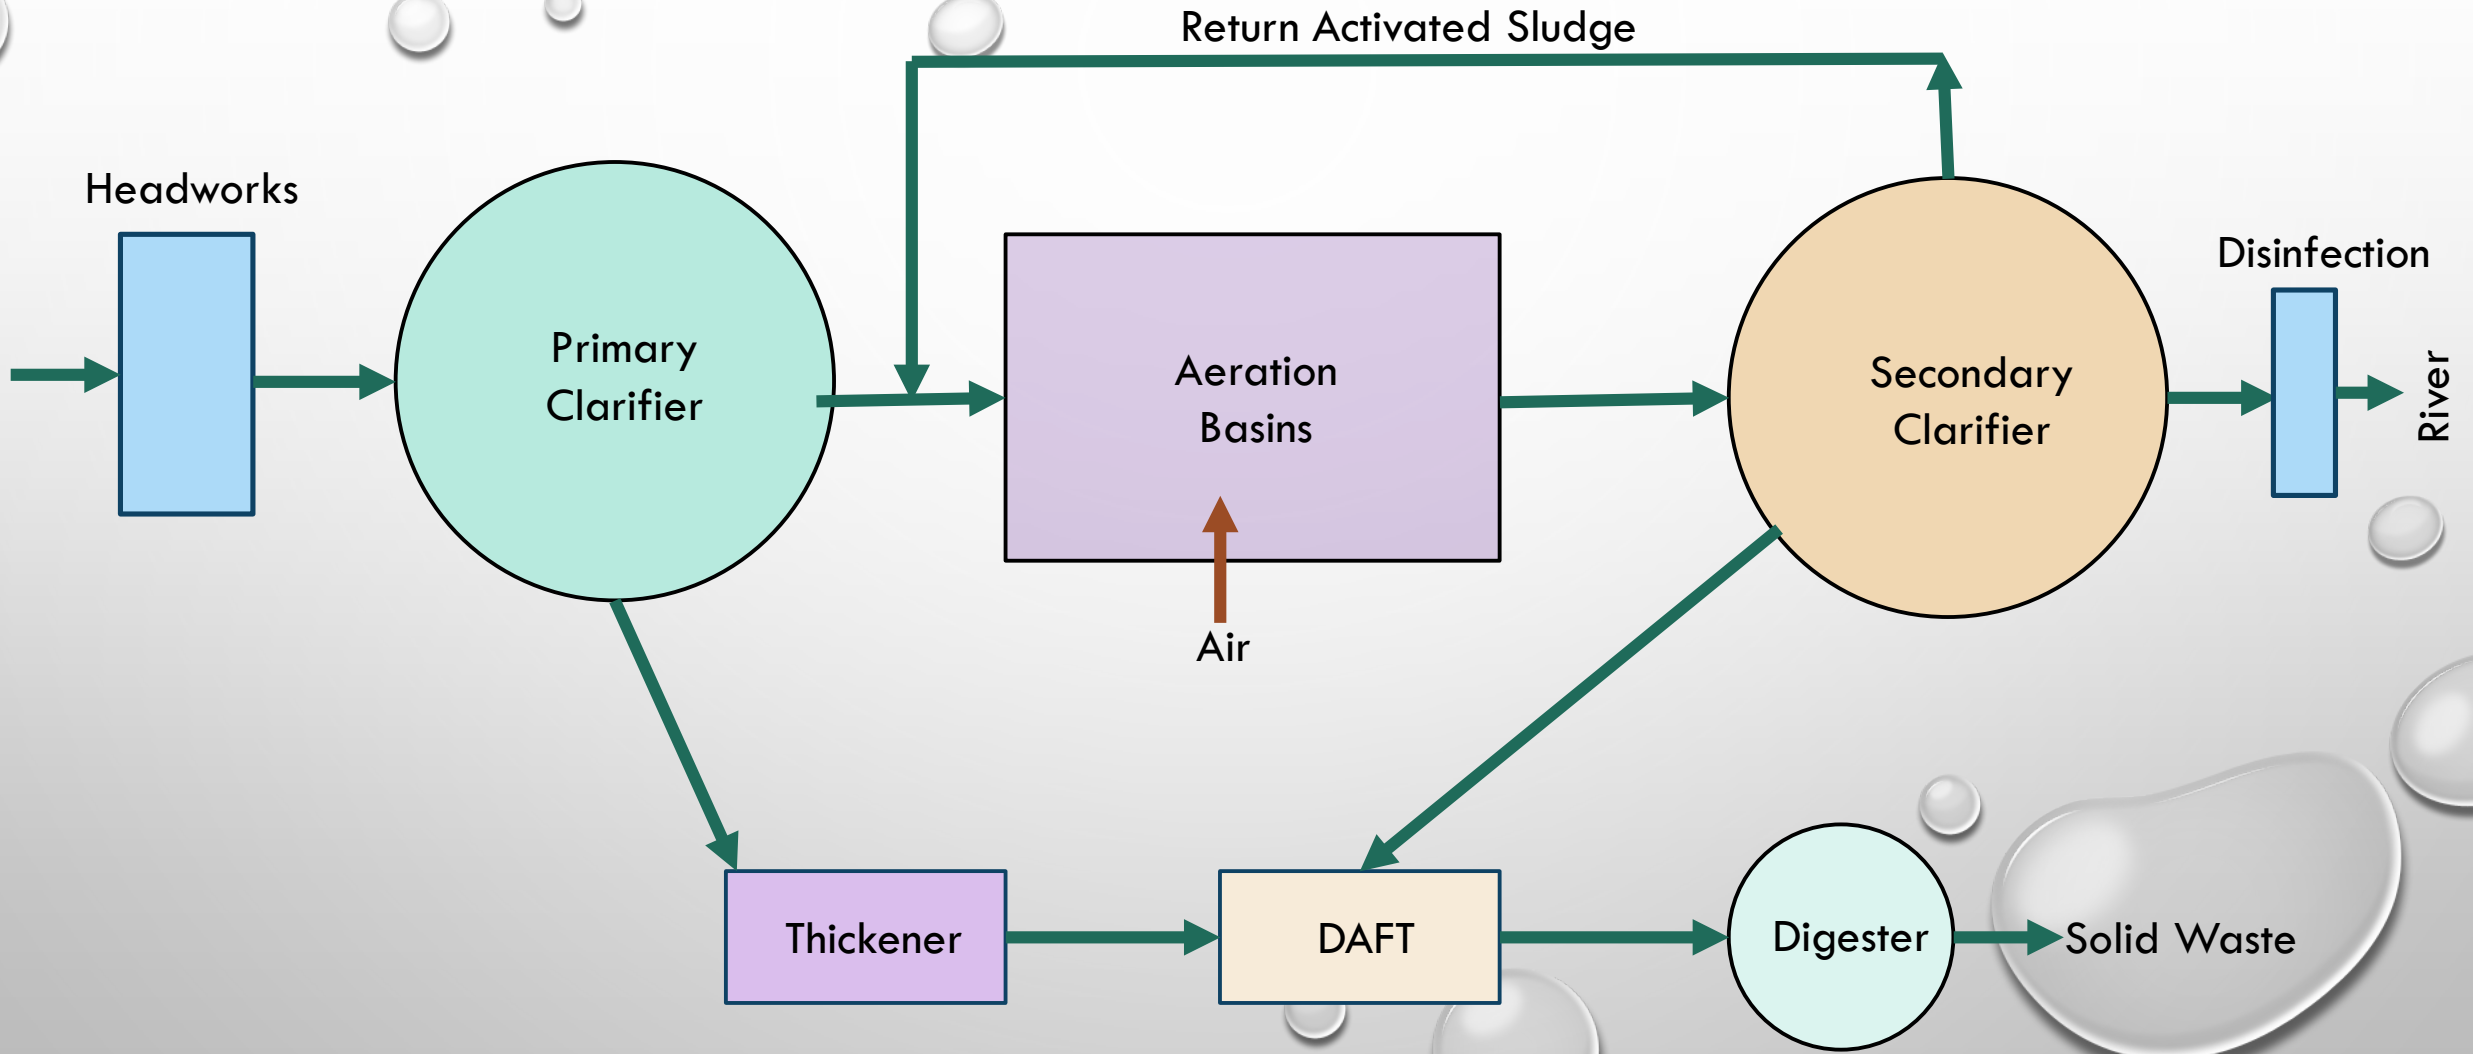 Return Activated Sludge
Headworks
Primary
Clarifier
Aeration
Basins
Air
Secondary
Clarifier
Disinfection
River
Thickener
DAFT
Digester
Solid Waste